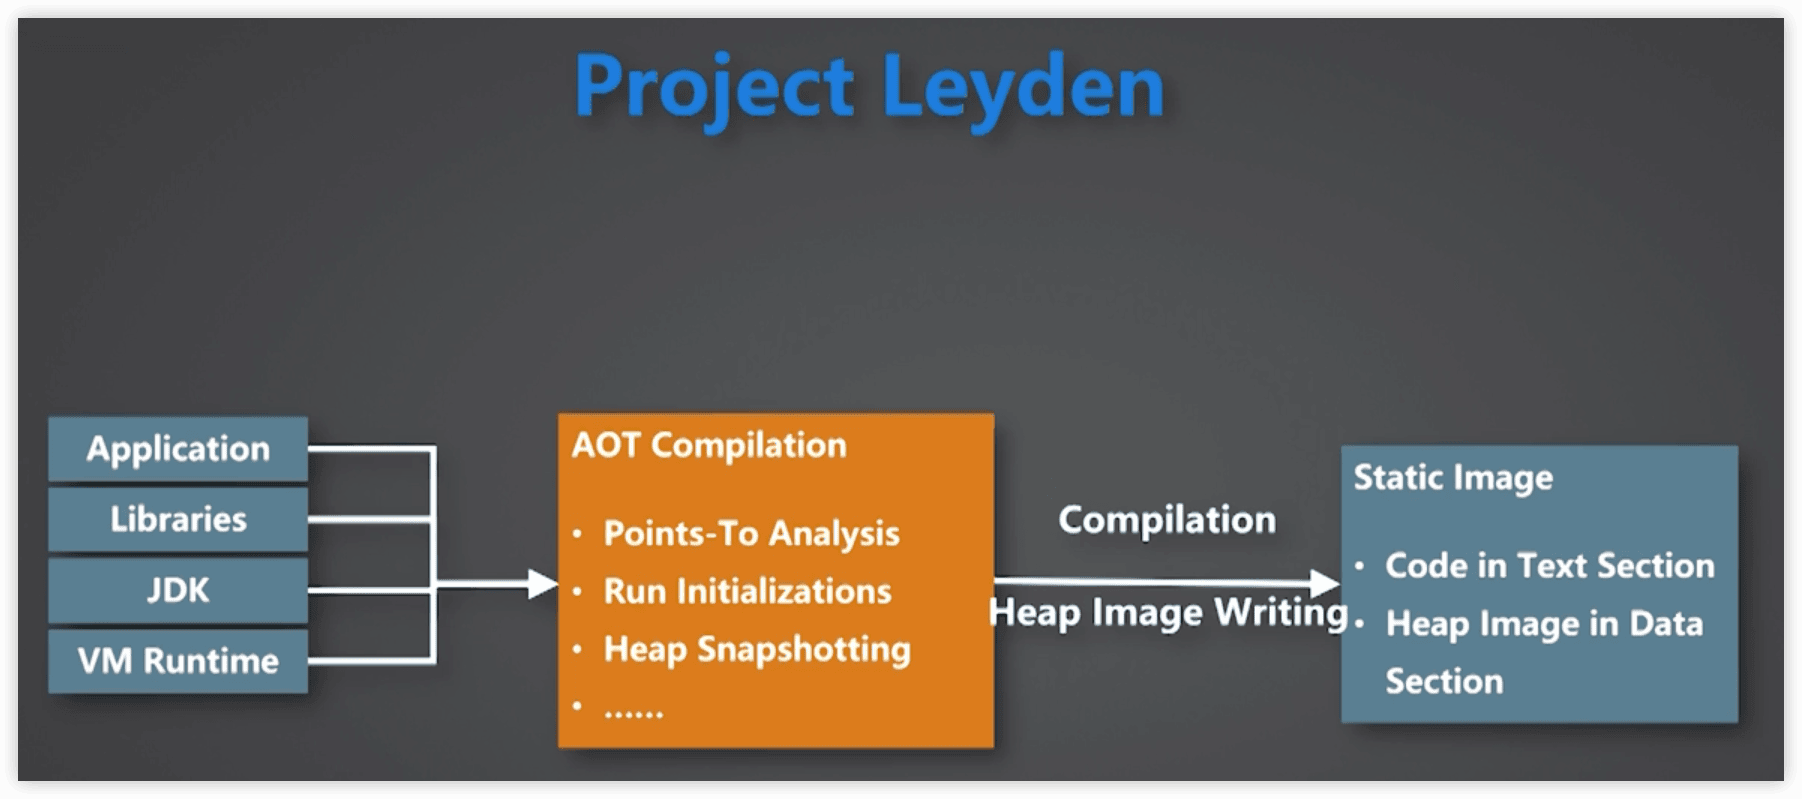 Project Leyden
Application
Libraries
JDK
VM Runtime
AOT Compilation
• Points-To Analysis
• Run Initializations
• Heap Snapshotting
• ......
Compilation
Heap Image Writing
Static Image
• Code in Text Section
• Heap Image in Data
Section